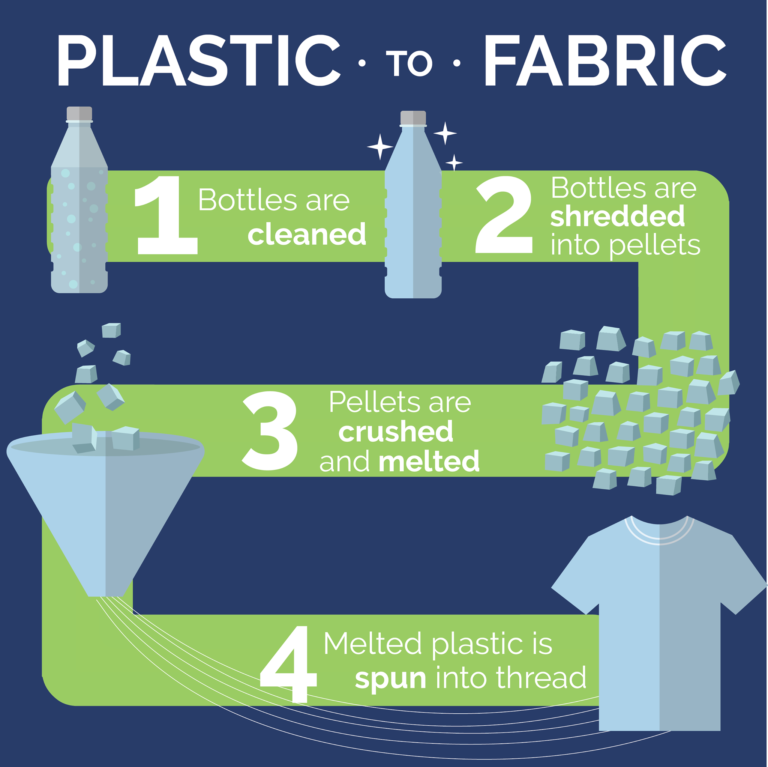 PLASTIC · TO · FABRIC
1
Bottles are
cleaned
2
Bottles are
shredded
into pellets
3
Pellets are
crushed
and melted
4
Melted plastic is
spun into thread